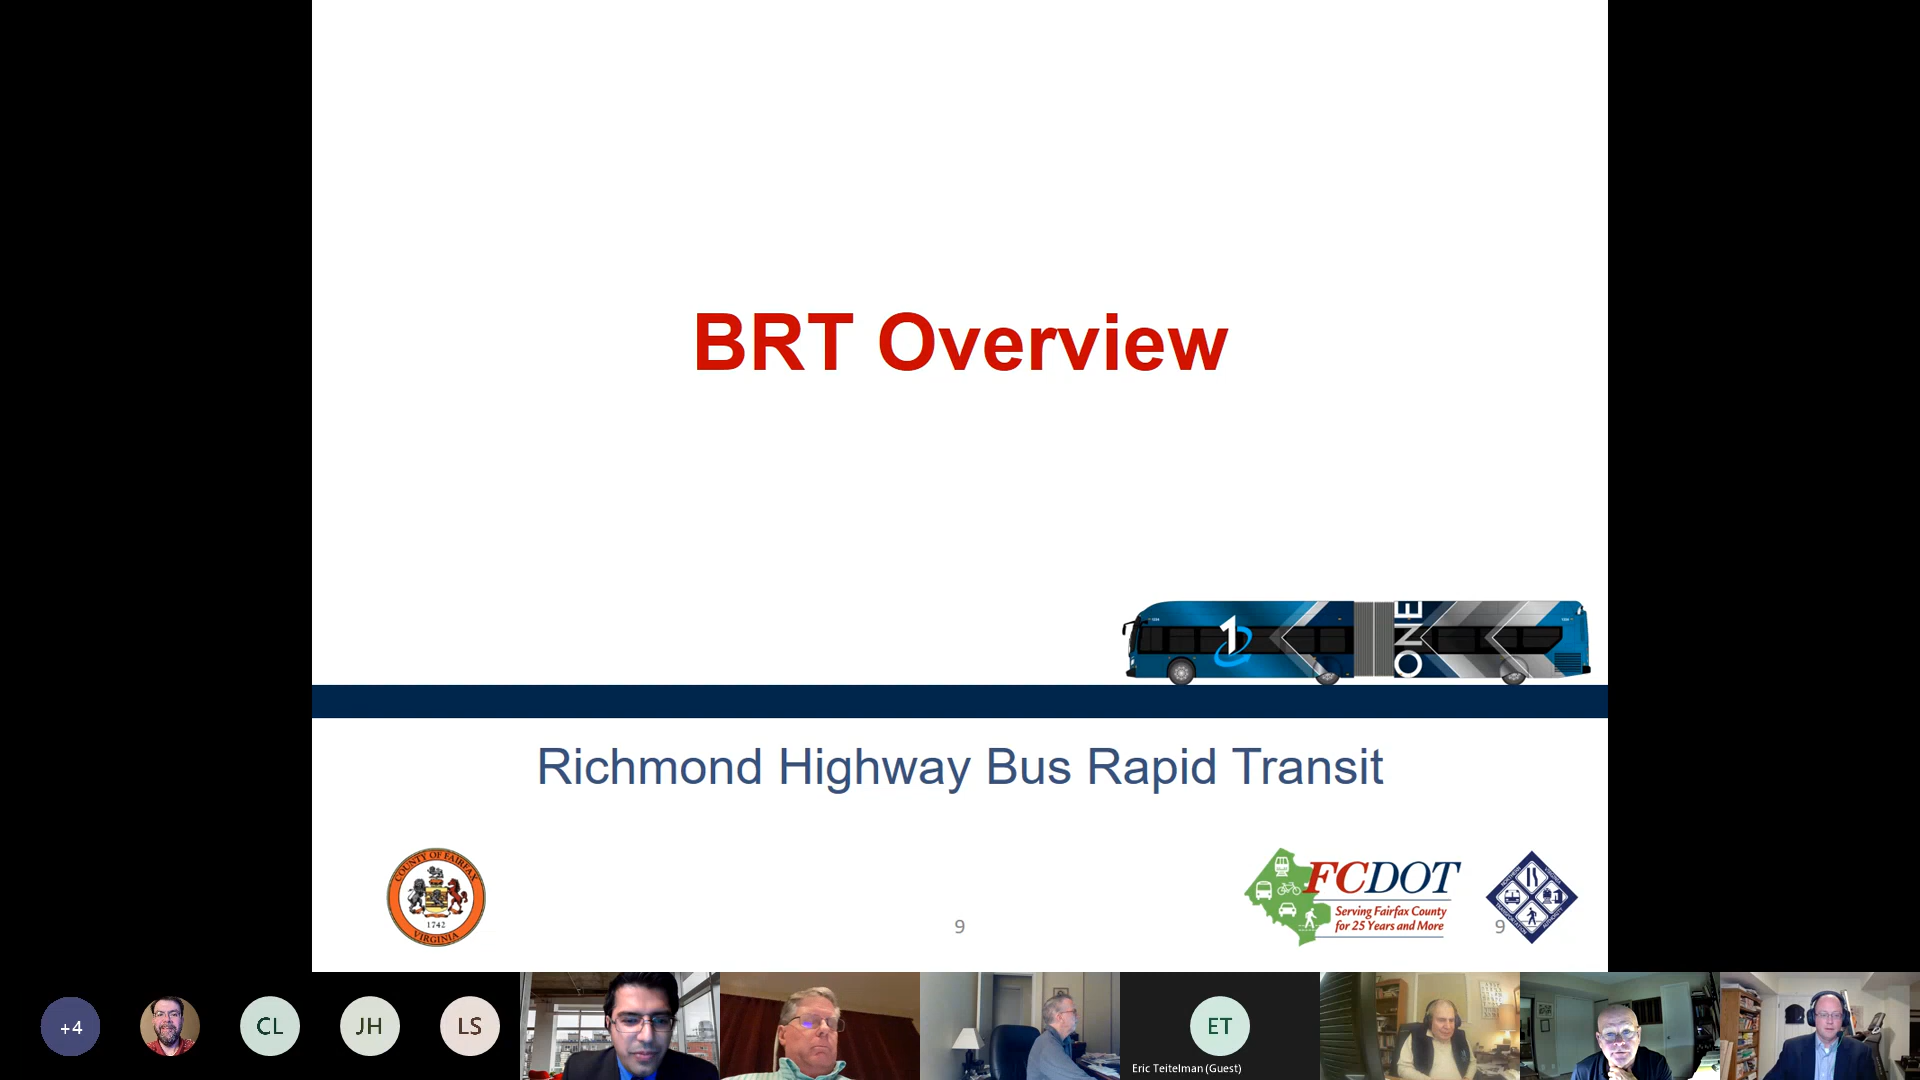 BRT Overview
1
ONE
Richmond Highway Bus Rapid Transit
COUNTY OF FAIRFAX
1742
VIRGINIA
9
FCDOT
Serving Fairfax County
for 25 Years and More
9
+4
CL
JH
LS
ET
Eric Teitelman (Guest)